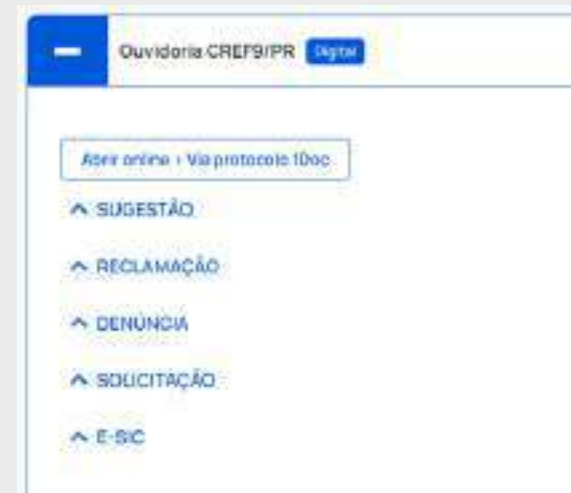 Ouvidoria CREF9/PR Digital
Abrir online › Via protocolo 1Doc
SUGESTÃO
RECLAMAÇÃO
DENÚNCIA
SOLICITAÇÃO
E-SIC